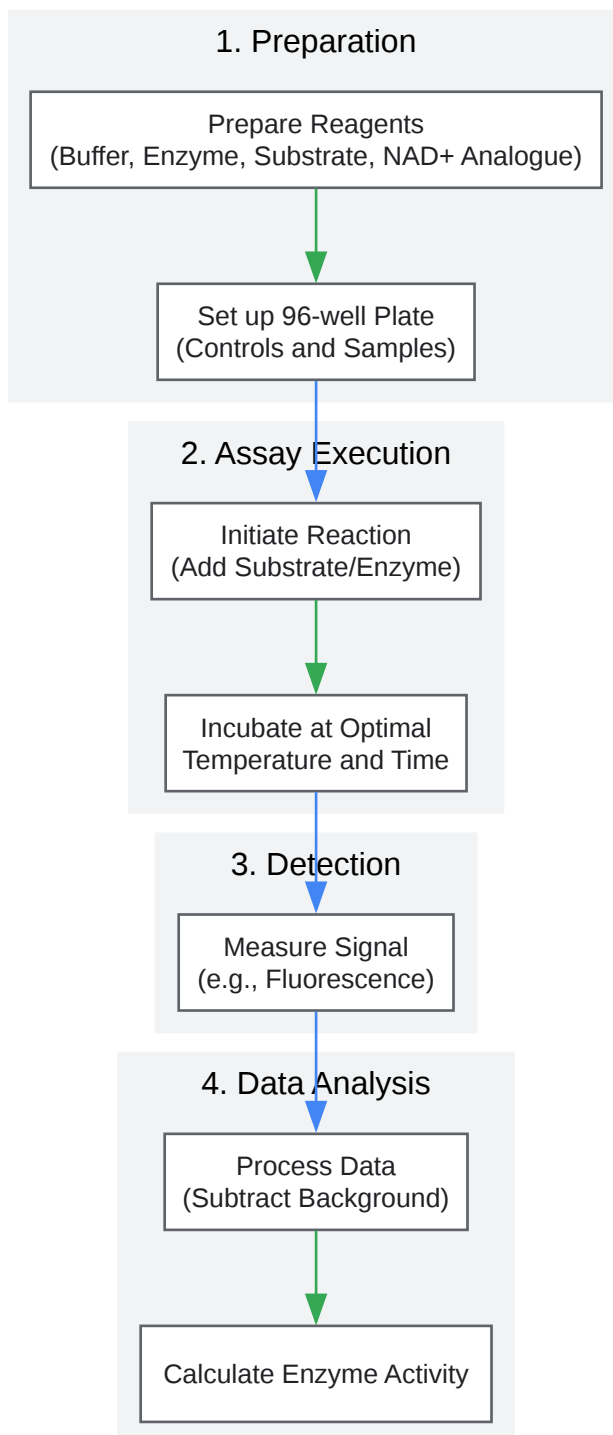 1. Preparation
Prepare Reagents
(Buffer, Enzyme, Substrate, NAD+ Analogue)
Set up 96-well Plate
(Controls and Samples)
2. Assay Execution
Initiate Reaction
(Add Substrate/Enzyme)
Incubate at Optimal
Temperature and Time
3. Detection
Measure Signal
(e.g., Fluorescence)
4. Data Analysis
Process Data
(Subtract Background)
Calculate Enzyme Activity